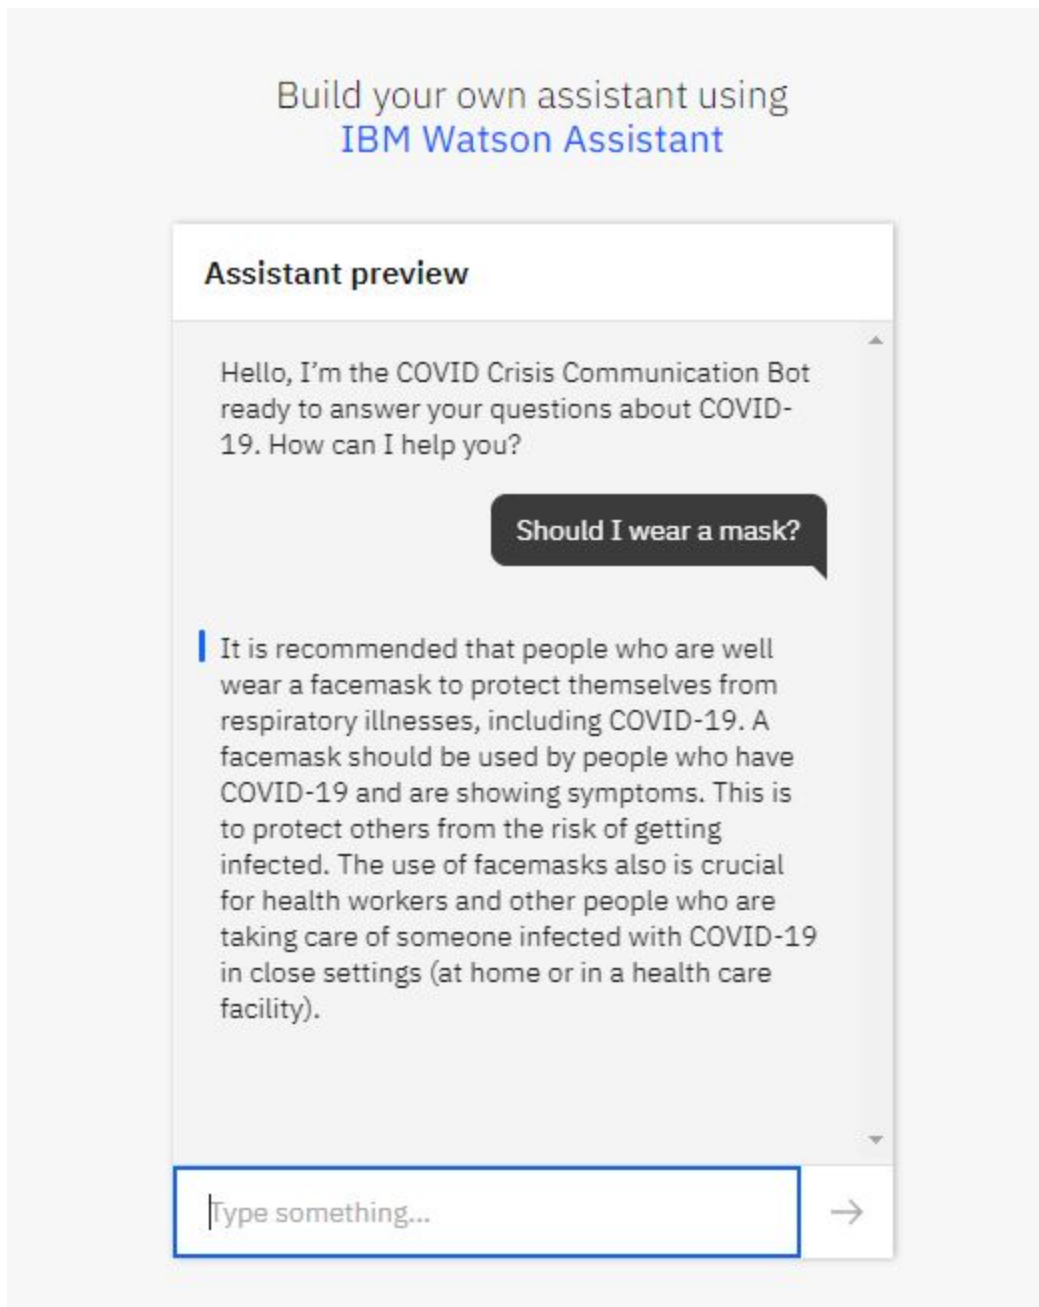 Build your own assistant using
IBM Watson Assistant
Assistant preview
Hello, I'm the COVID Crisis Communication Bot
ready to answer your questions about COVID-
19. How can I help you?
Should I wear a mask?
It is recommended that people who are well
wear a facemask to protect themselves from
respiratory illnesses, including COVID-19. A
facemask should be used by people who have
COVID-19 and are showing symptoms. This is
to protect others from the risk of getting
infected. The use of facemasks also is crucial
for health workers and other people who are
taking care of someone infected with COVID-19
in close settings (at home or in a health care
facility).
Type something...